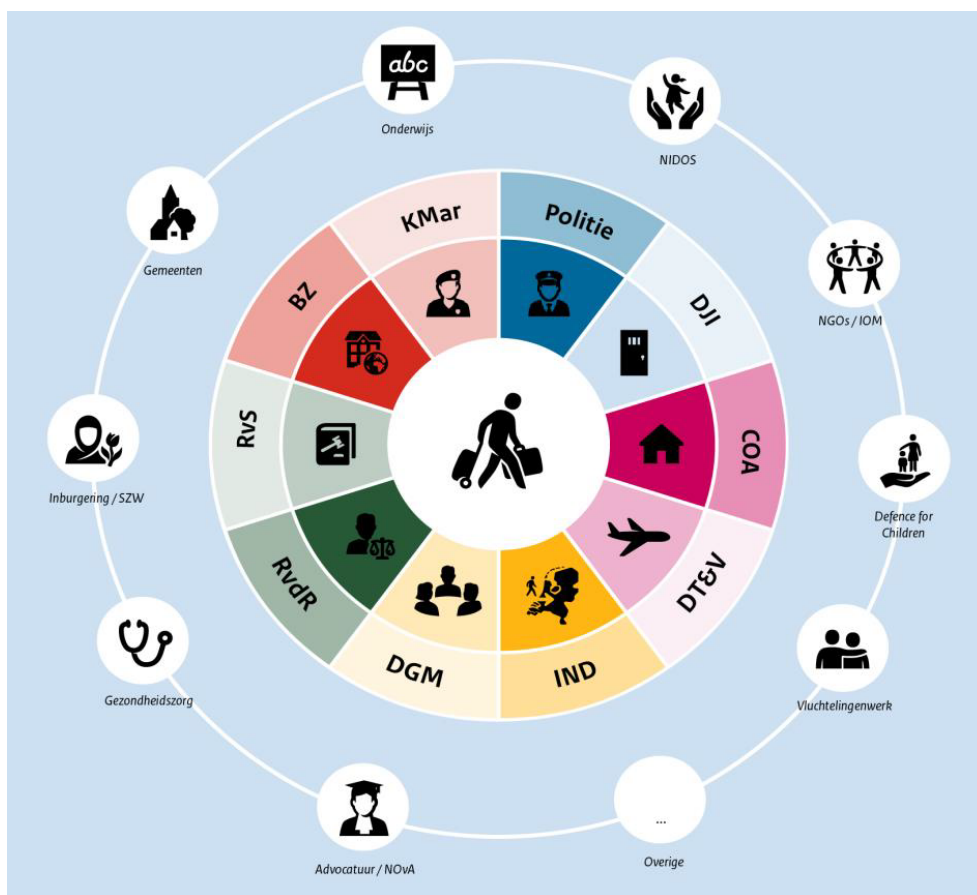 abc
Onderwijs
NIDOS
Gemeenten
NGOs / IOM
KMar
Politie
BZ
DJI
RvS
COA
RvdR
DT&V
DGM
IND
Inburgering / SZW
Defence for
Children
Gezondheidszorg
Vluchtelingenwerk
Advocatuur / NOvA
...
Overige